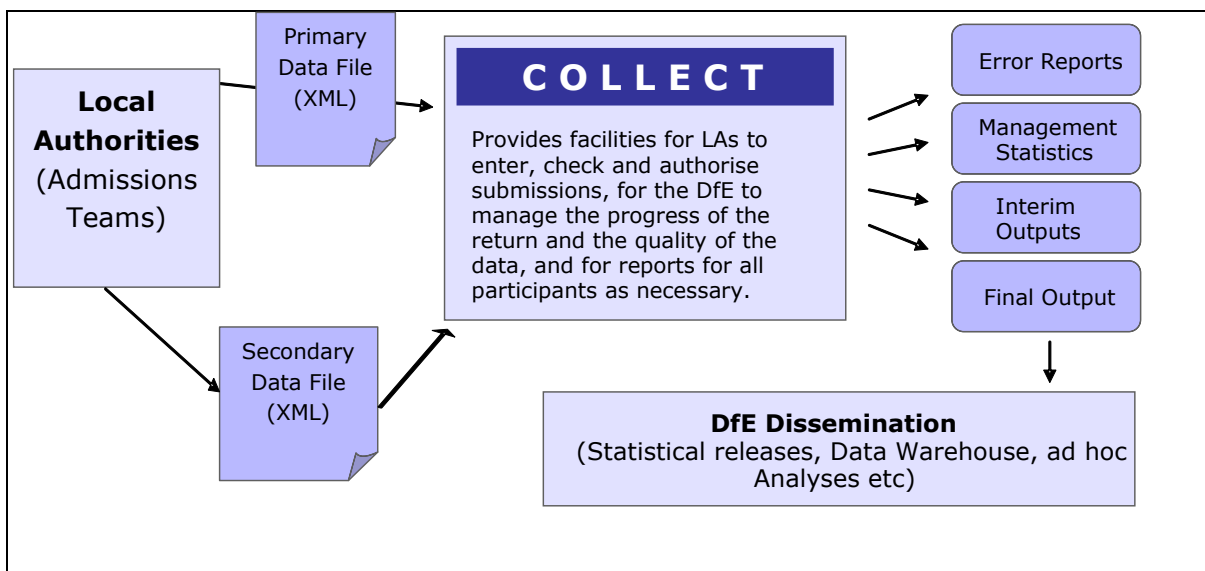 Local
Authorities
(Admissions
Teams)
Primary
Data File
(XML)
Secondary
Data File
(XML)
C O L L E C T
Provides facilities for LAs to
enter, check and authorise
submissions, for the DfE to
manage the progress of the
return and the quality of the
data, and for reports for all
participants as necessary.
Error Reports
Management
Statistics
Interim
Outputs
Final Output
DfE Dissemination
(Statistical releases, Data Warehouse, ad hoc
Analyses etc)